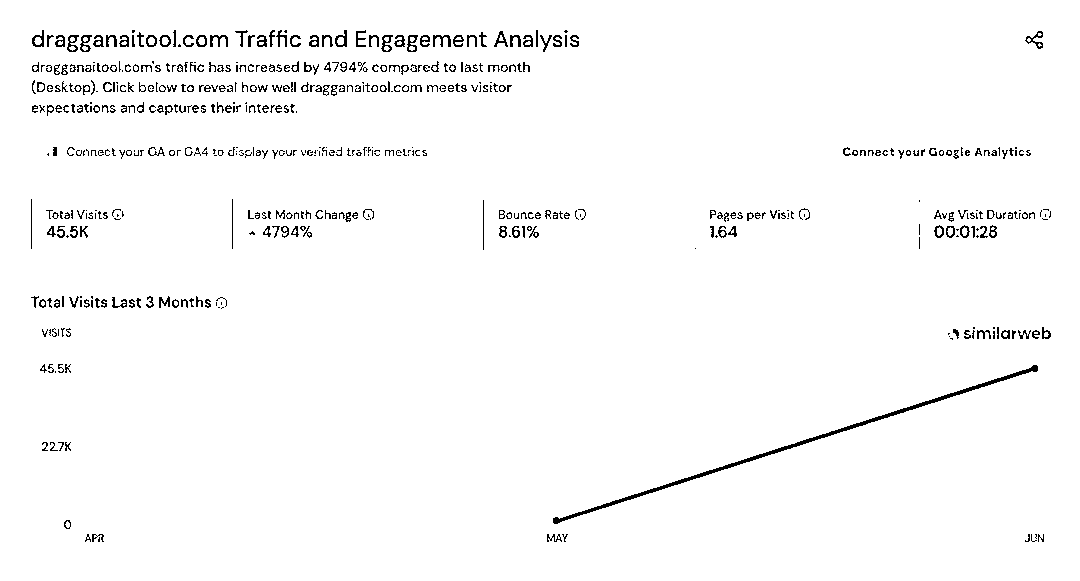 dragganaitool.com Traffic and Engagement Analysis
dragganaitool.com's traffic has increased by 4794% compared to last month
(Desktop). Click below to reveal how well dragganaitool.com meets visitor
expectations and captures their interest.
Connect your GA or GA4 to display your verified traffic metrics
Connect your Google Analytics
Total Visits
45.5K
Last Month Change
4794%
Bounce Rate
8.61%
Pages per Visit
1.64
Avg Visit Duration
00:01:28
Total Visits Last 3 Months
VISITS
similarweb
45.5K
22.7K
0
APR
MAY
JUN